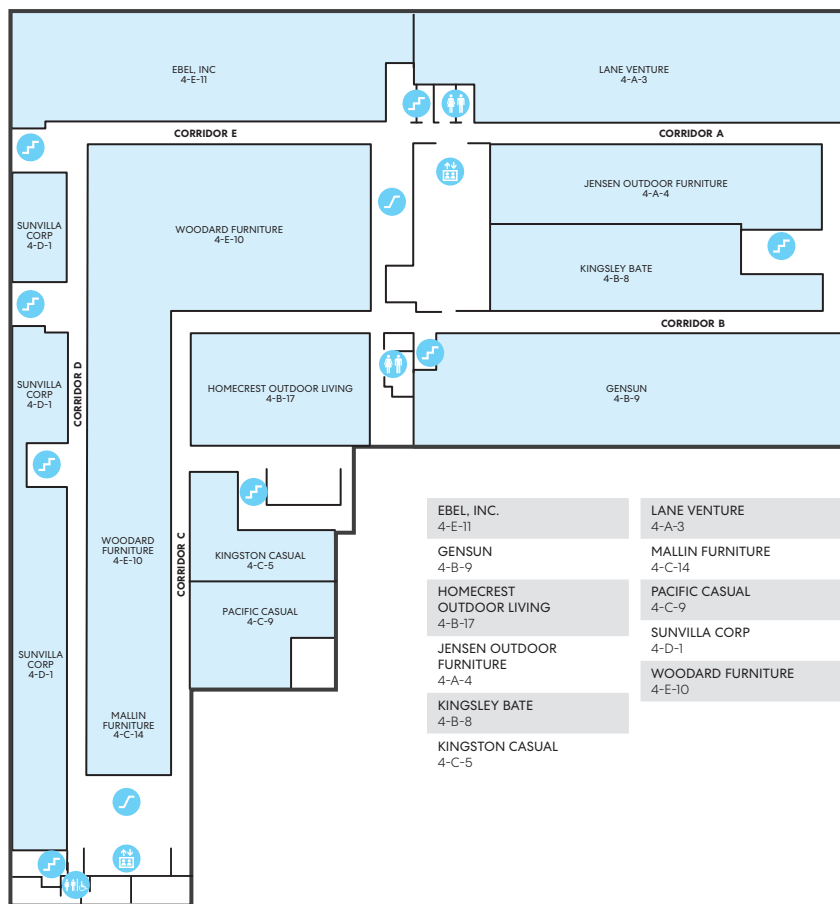 EBEL, INC
4-E-11
LANE VENTURE
4-A-3
CORRIDOR E
CORRIDOR A
JENSEN OUTDOOR FURNITURE
4-A-4
SUNVILLA
CORP
4-D-1
WOODARD FURNITURE
4-E-10
KINGSLEY BATE
4-B-8
CORRIDOR B
SUNVILLA
CORP
4-D-1
CORRIDOR D
HOMECREST OUTDOOR LIVING
4-B-17
GENSUN
4-B-9
WOODARD
FURNITURE
4-E-10
CORRIDOR C
KINGSTON CASUAL
4-C-5
PACIFIC CASUAL
4-C-9
SUNVILLA
CORP
4-D-1
MALLIN
FURNITURE
4-C-14
EBEL, INC.
4-E-11
GENSUN
4-B-9
HOMECREST
OUTDOOR LIVING
4-B-17
JENSEN OUTDOOR
FURNITURE
4-A-4
KINGSLEY BATE
4-B-8
KINGSTON CASUAL
4-C-5
LANE VENTURE
4-A-3
MALLIN FURNITURE
4-C-14
PACIFIC CASUAL
4-C-9
SUNVILLA CORP
4-D-1
WOODARD FURNITURE
4-E-10